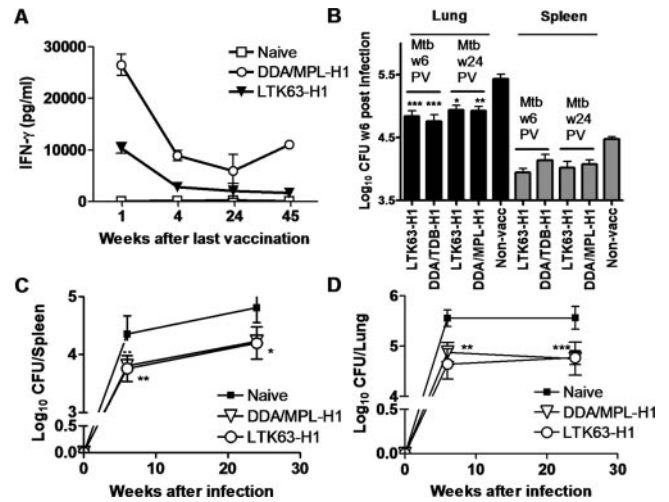 A
Naive
DDA/MPL-H1
LTK63-H1
IFN-γ (pg/ml)
30000
20000
10000
0
1 4 24 45
Weeks after last vaccination
B
Lung Spleen
Mtb w6 PV
Mtb w24 PV
Mtb w6 PV
Mtb w24 PV
*** *** * **
Log10 CFU w6 post Infection
5.5
4.5
3.5
LTK63-H1
DDA/TDB-H1
LTK63-H1
DDA/MPL-H1
Non-vacc
LTK63-H1
DDA/TDB-H1
LTK63-H1
DDA/MPL-H1
Non-vacc
C
Log10 CFU/Spleen
5
4
3
0.5
0.0
0 10 20 30
Weeks after infection
** **
*
Naive
DDA/MPL-H1
LTK63-H1
D
Log10 CFU/Lung
6
5
4
0.5
0.0
0 10 20 30
Weeks after infection
** ***
Naive
DDA/MPL-H1
LTK63-H1